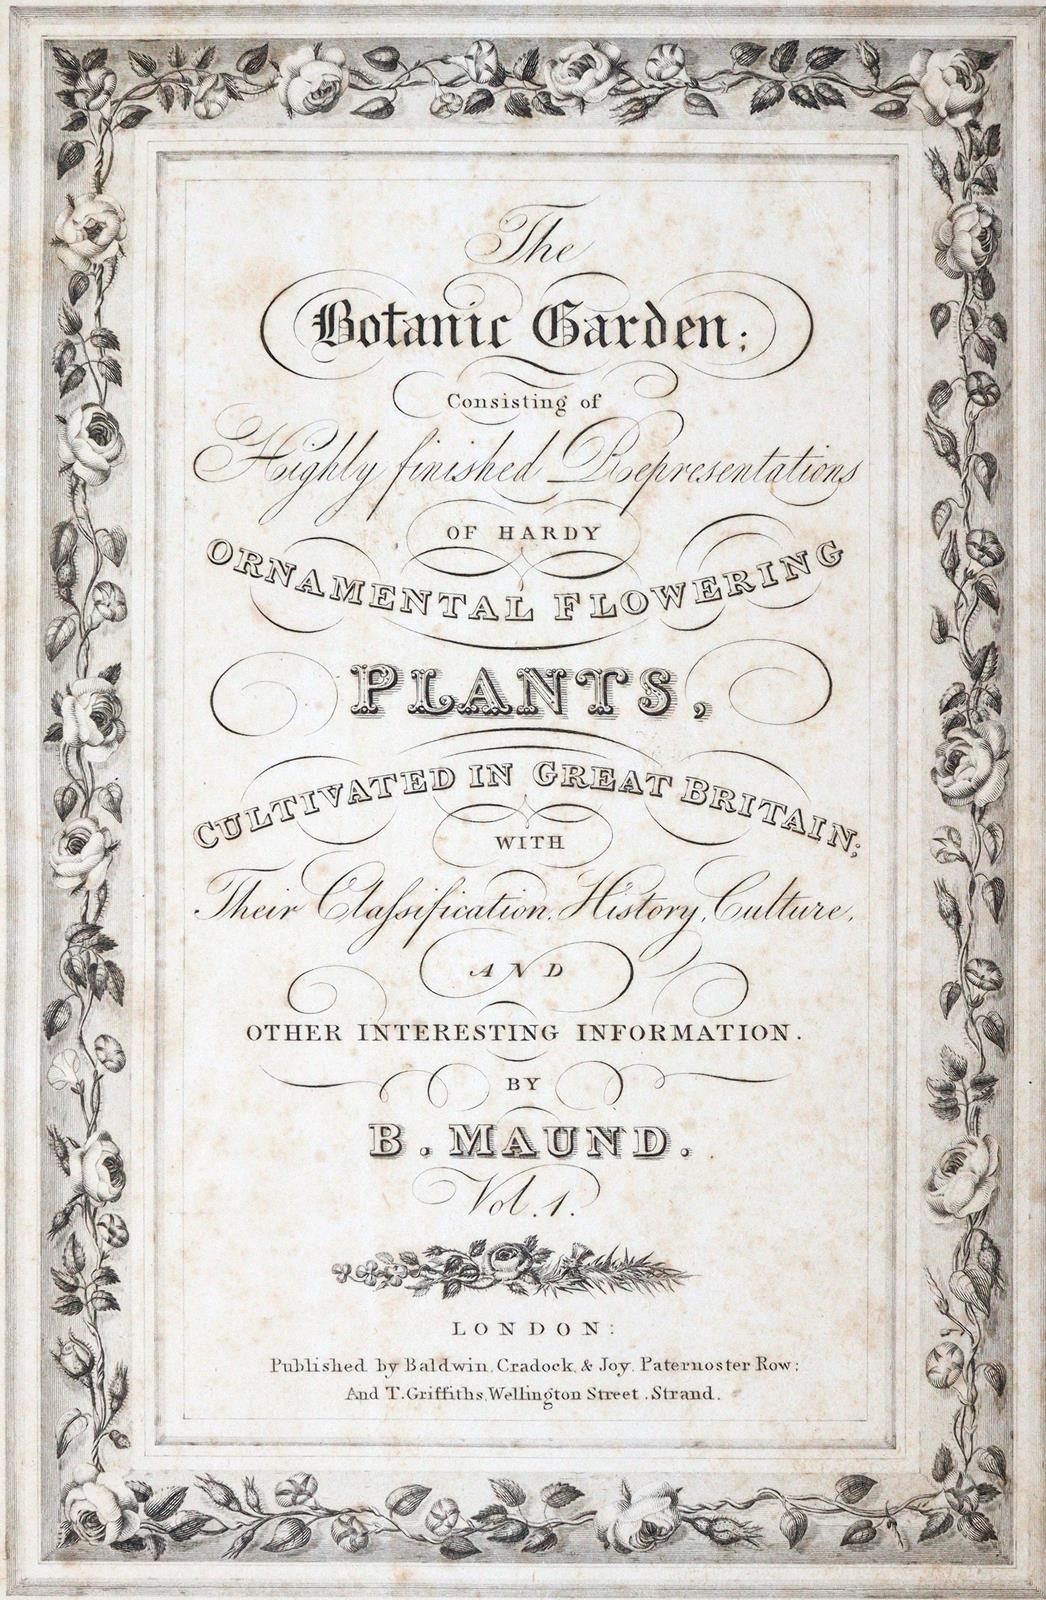 The
Botanic Garden;
Consisting of
Highly finished Representations
OF HARDY
ORNAMENTAL FLOWERING
PLANTS,
CULTIVATED IN GREAT BRITAIN;
WITH
Their Claſsification, History, Culture,
AND
OTHER INTERESTING INFORMATION.
BY
B. MAUND.
Vol. 1.
LONDON:
Published by Baldwin, Cradock, & Joy, Paternoster Row;
And T. Griffiths, Wellington Street, Strand.